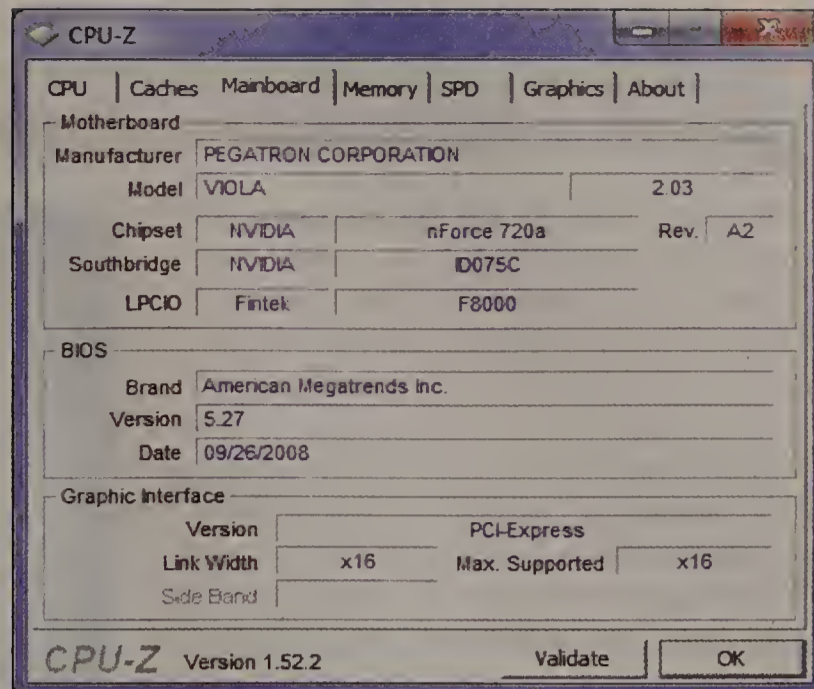 CPU-Z
CPU Caches Mainboard Memory SPD Graphics About
Motherboard
Manufacturer PEGATRON CORPORATION
Model VIOLA 2.03
Chipset NVIDIA nForce 720a Rev. A2
Southbridge NVIDIA ID075C
LPCIO Fintek F8000
BIOS
Brand American Megatrends Inc.
Version 5.27
Date 09/26/2008
Graphic Interface
Version PCI-Express
Link Width x16 Max. Supported x16
Side Band
CPU-Z Version 1.52.2 Validate OK